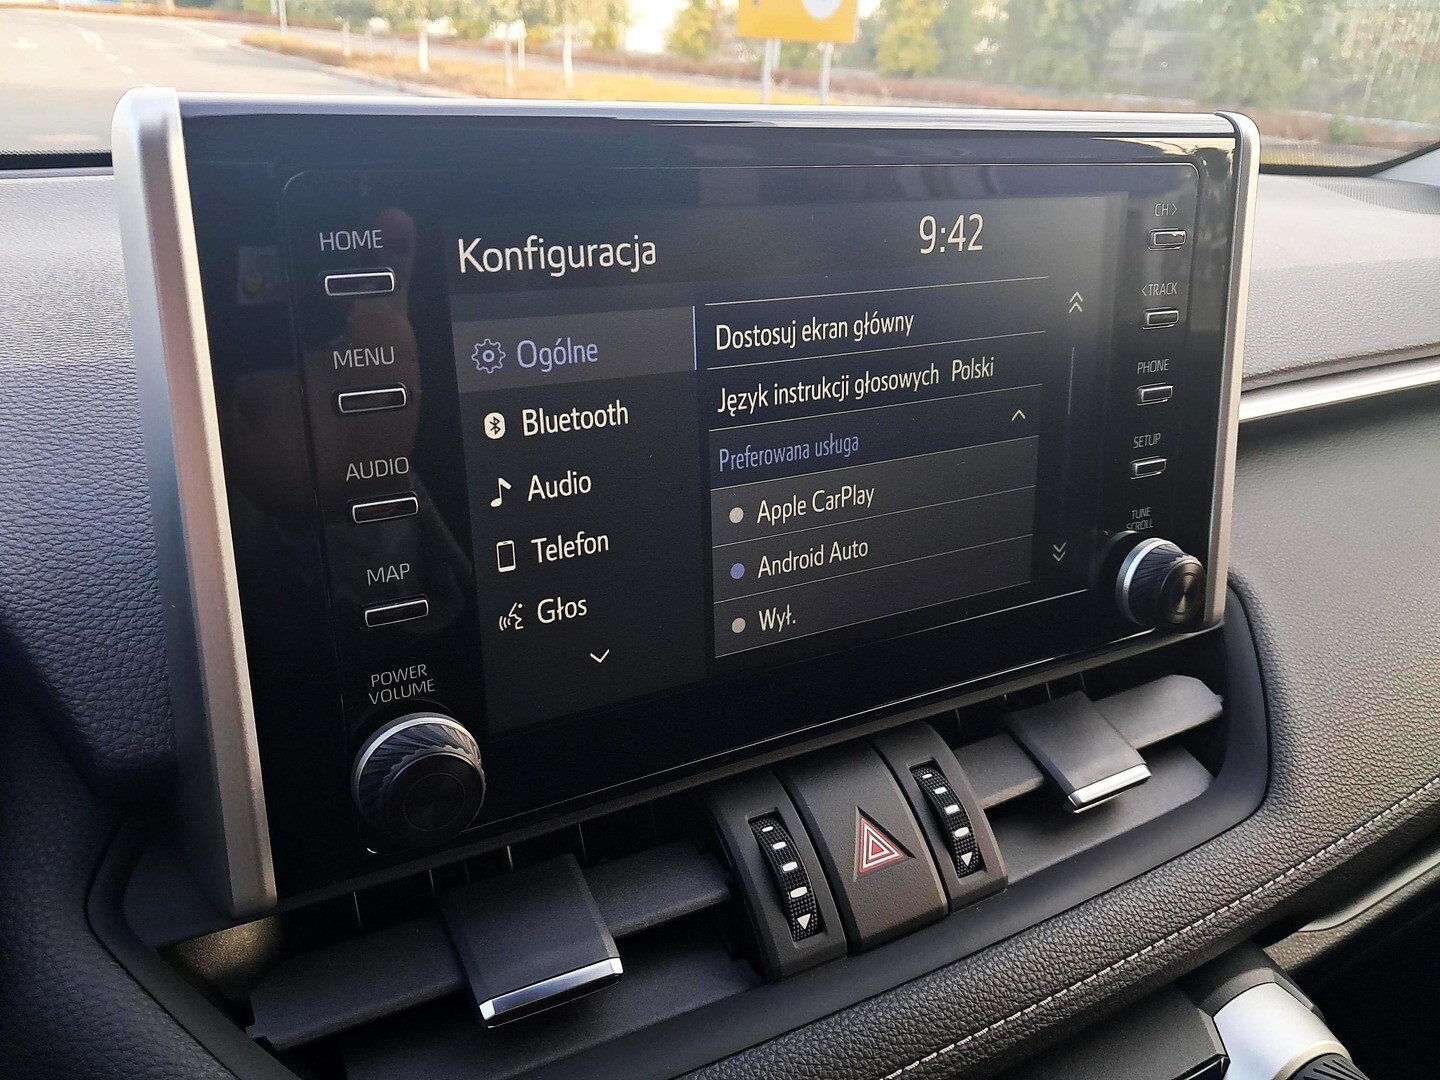 HOME
MENU
AUDIO
MAP
POWER
VOLUME
Konfiguracja
9:42
Ogólne
Bluetooth
Audio
Telefon
Głos
Dostosuj ekran główny
Język instrukcji głosowych Polski
Preferowana usługa
Apple CarPlay
Android Auto
Wył.
CH >
< TRACK
PHONE
SETUP
TUNE
SCROLL